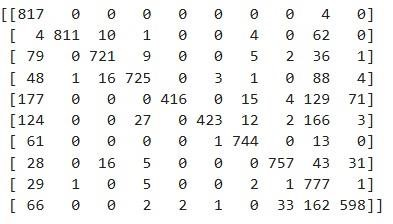 [[817 0 0 0 0 0 0 0 4 0]
[ 4 811 10 1 0 0 4 0 62 0]
[ 79 0 721 9 0 0 5 2 36 1]
[ 48 1 16 725 0 3 1 0 88 4]
[177 0 0 0 416 0 15 4 129 71]
[124 0 0 27 0 423 12 2 166 3]
[ 61 0 0 0 0 1 744 0 13 0]
[ 28 0 16 5 0 0 0 757 43 31]
[ 29 1 0 5 0 0 2 1 777 1]
[ 66 0 0 2 2 1 0 33 162 598]]